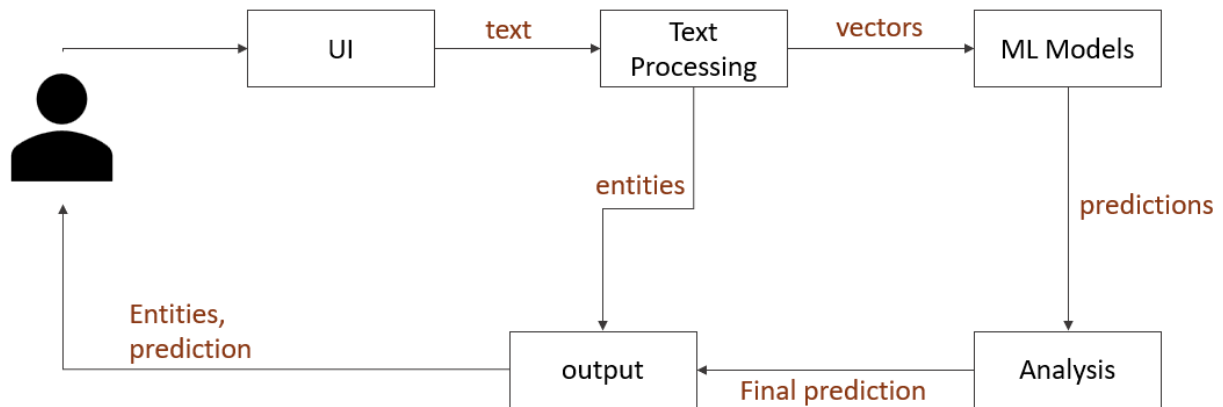 UI
text
Text
Processing
vectors
ML Models
entities
predictions
Entities,
prediction
output
Final prediction
Analysis